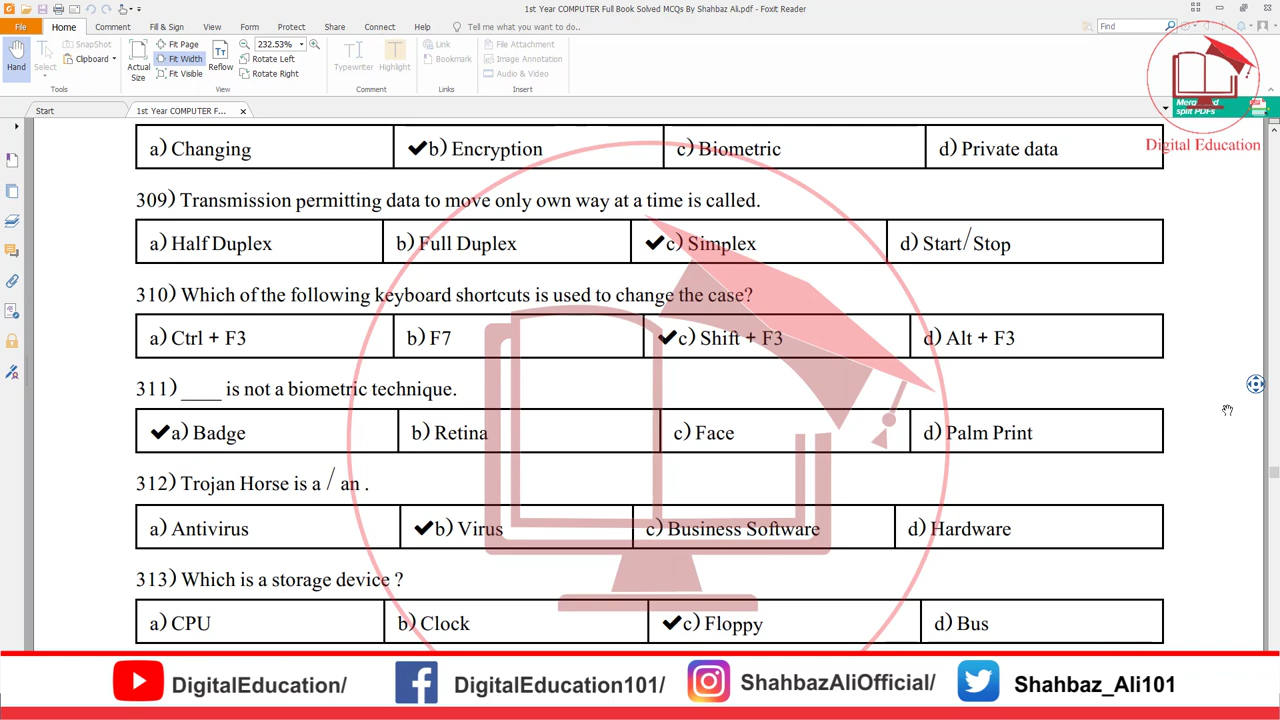 1st Year COMPUTER Full Book Solved MCQs By Shahbaz Ali.pdf - Foxit Reader
File Home Comment View Form Protect Share Connect Help Tell me what you want to do..
Find
Hand
Select
SnapShot
Clipboard
Tools
Actual Size
Fit Page
Fit Width
Fit Visible
Reflow
232.53%
Rotate Left
Rotate Right
View
Typewriter
Highlight
Comment
Link
Bookmark
Links
File Attachment
Image Annotation
Audio & Video
Insert
Start
1st Year COMPUTER F...
split PDFs
Digital Education
a) Changing ✔b) Encryption c) Biometric d) Private data
309) Transmission permitting data to move only own way at a time is called.
a) Half Duplex b) Full Duplex ✔c) Simplex d) Start/Stop
310) Which of the following keyboard shortcuts is used to change the case?
a) Ctrl + F3 b) F7 ✔c) Shift + F3 d) Alt + F3
311) ____ is not a biometric technique.
✔a) Badge b) Retina c) Face d) Palm Print
312) Trojan Horse is a / an .
a) Antivirus ✔b) Virus c) Business Software d) Hardware
313) Which is a storage device ?
a) CPU b) Clock ✔c) Floppy d) Bus
DigitalEducation/ DigitalEducation101/ ShahbazAliOfficial/ Shahbaz_Ali101